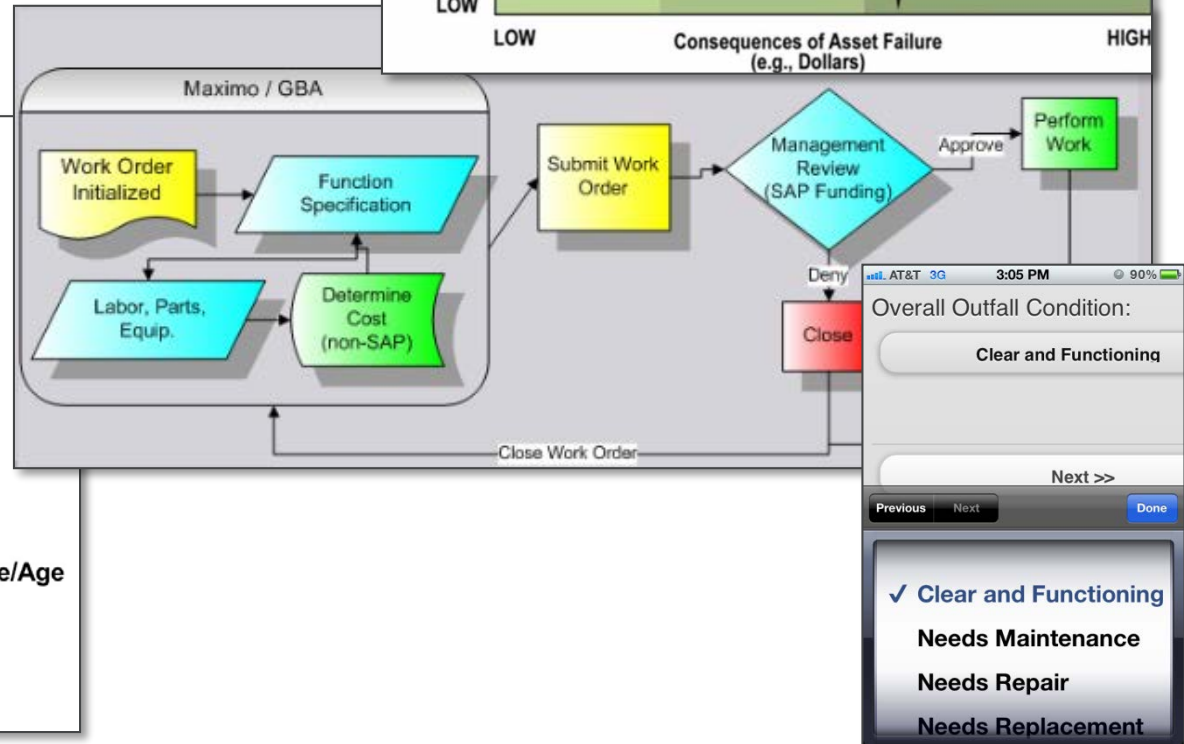 LOW
LOW
Consequences of Asset Failure
HIGH
(e.g., Dollars)
Maximo / GBA
Work Order
Initialized
Function
Specification
Labor, Parts,
Equip.
Determine
Cost
(non-SAP)
Submit Work
Order
Management
Review
(SAP Funding)
Approve
Perform
Work
Deny
Close
Close Work Order
e/Age
AT&T 3G
3:05 PM
90%
Overall Outfall Condition:
Clear and Functioning
Next >>
Previous
Next
Done
✓ Clear and Functioning
Needs Maintenance
Needs Repair
Needs Replacement